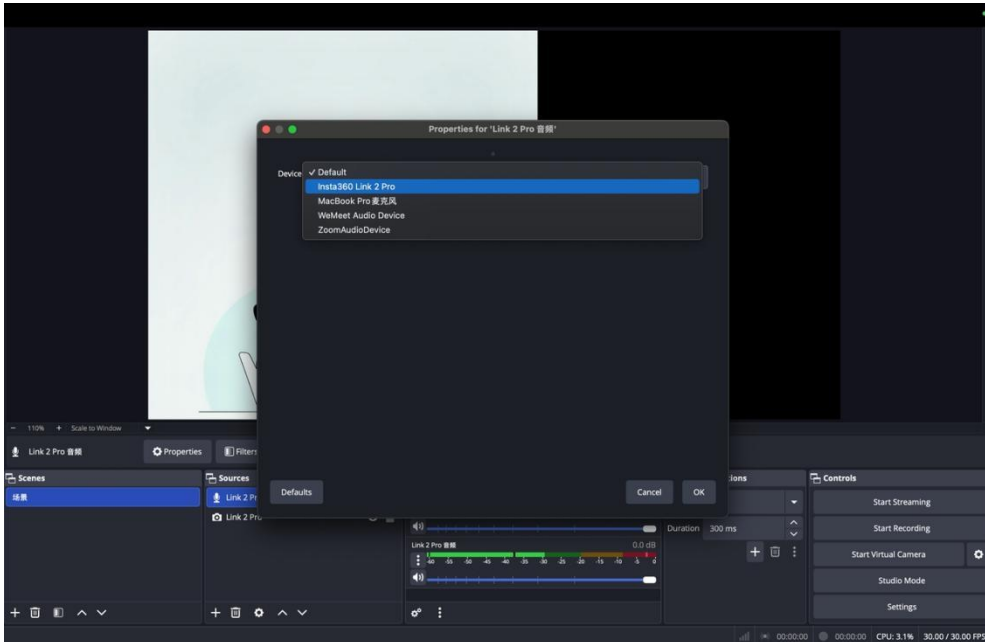 Properties for 'Link 2 Pro 音频'
Device
✓ Default
Insta360 Link 2 Pro
MacBook Pro麦克风
WeMeet Audio Device
ZoomAudioDevice
Defaults
Cancel
OK
- 110% + Scale to Window
Link 2 Pro 音频
Properties
Filters
Scenes
场景
Sources
Link 2 Pr
Link 2 Pro
Link 2 Pro 音频
0.0 dB
-60 -55 -50 -45 -40 -35 -30 -25 -20 -15 -10 -5 0
ions
Duration 300 ms
Controls
Start Streaming
Start Recording
Start Virtual Camera
Studio Mode
Settings
00:00:00
00:00:00
CPU: 3.1%
30.00 / 30.00 FPS